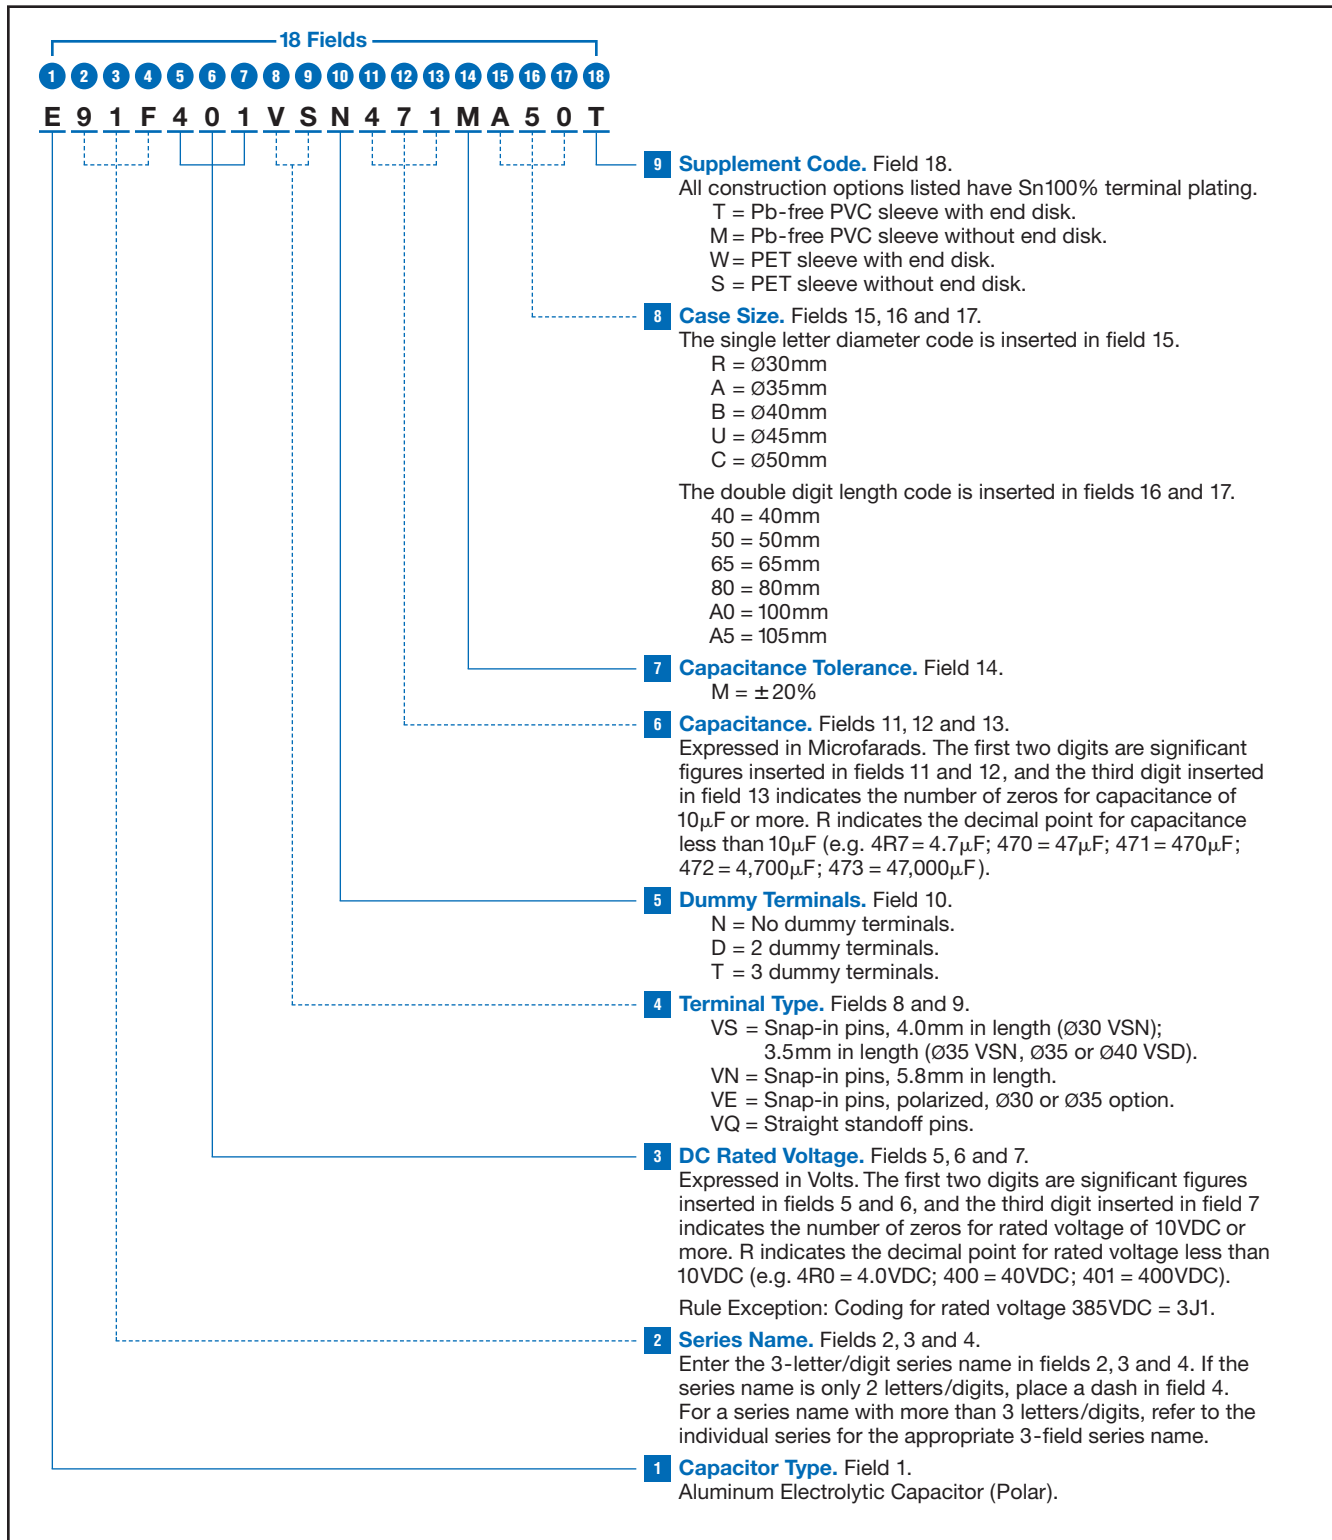 18 Fields
1 2 3 4 5 6 7 8 9 10 11 12 13 14 15 16 17 18
E 9 1 F 4 0 1 V S N 4 7 1 M A 5 0 T
9 Supplement Code. Field 18.
All construction options listed have Sn100% terminal plating.
T = Pb-free PVC sleeve with end disk.
M = Pb-free PVC sleeve without end disk.
W = PET sleeve with end disk.
S = PET sleeve without end disk.
8 Case Size. Fields 15, 16 and 17.
The single letter diameter code is inserted in field 15.
R = Ø30mm
A = Ø35mm
B = Ø40mm
U = Ø45mm
C = Ø50mm
The double digit length code is inserted in fields 16 and 17.
40 = 40mm
50 = 50mm
65 = 65mm
80 = 80mm
A0 = 100mm
A5 = 105mm
7 Capacitance Tolerance. Field 14.
M = ±20%
6 Capacitance. Fields 11, 12 and 13.
Expressed in Microfarads. The first two digits are significant
figures inserted in fields 11 and 12, and the third digit inserted
in field 13 indicates the number of zeros for capacitance of
10µF or more. R indicates the decimal point for capacitance
less than 10µF (e.g. 4R7 = 4.7µF; 470 = 47µF; 471 = 470µF;
472 = 4,700µF; 473 = 47,000µF).
5 Dummy Terminals. Field 10.
N = No dummy terminals.
D = 2 dummy terminals.
T = 3 dummy terminals.
4 Terminal Type. Fields 8 and 9.
VS = Snap-in pins, 4.0mm in length (Ø30 VSN);
3.5mm in length (Ø35 VSN, Ø35 or Ø40 VSD).
VN = Snap-in pins, 5.8mm in length.
VE = Snap-in pins, polarized, Ø30 or Ø35 option.
VQ = Straight standoff pins.
3 DC Rated Voltage. Fields 5, 6 and 7.
Expressed in Volts. The first two digits are significant figures
inserted in fields 5 and 6, and the third digit inserted in field 7
indicates the number of zeros for rated voltage of 10VDC or
more. R indicates the decimal point for rated voltage less than
10VDC (e.g. 4R0 = 4.0VDC; 400 = 40VDC; 401 = 400VDC).
Rule Exception: Coding for rated voltage 385VDC = 3J1.
2 Series Name. Fields 2, 3 and 4.
Enter the 3-letter/digit series name in fields 2, 3 and 4. If the
series name is only 2 letters/digits, place a dash in field 4.
For a series name with more than 3 letters/digits, refer to the
individual series for the appropriate 3-field series name.
1 Capacitor Type. Field 1.
Aluminum Electrolytic Capacitor (Polar).